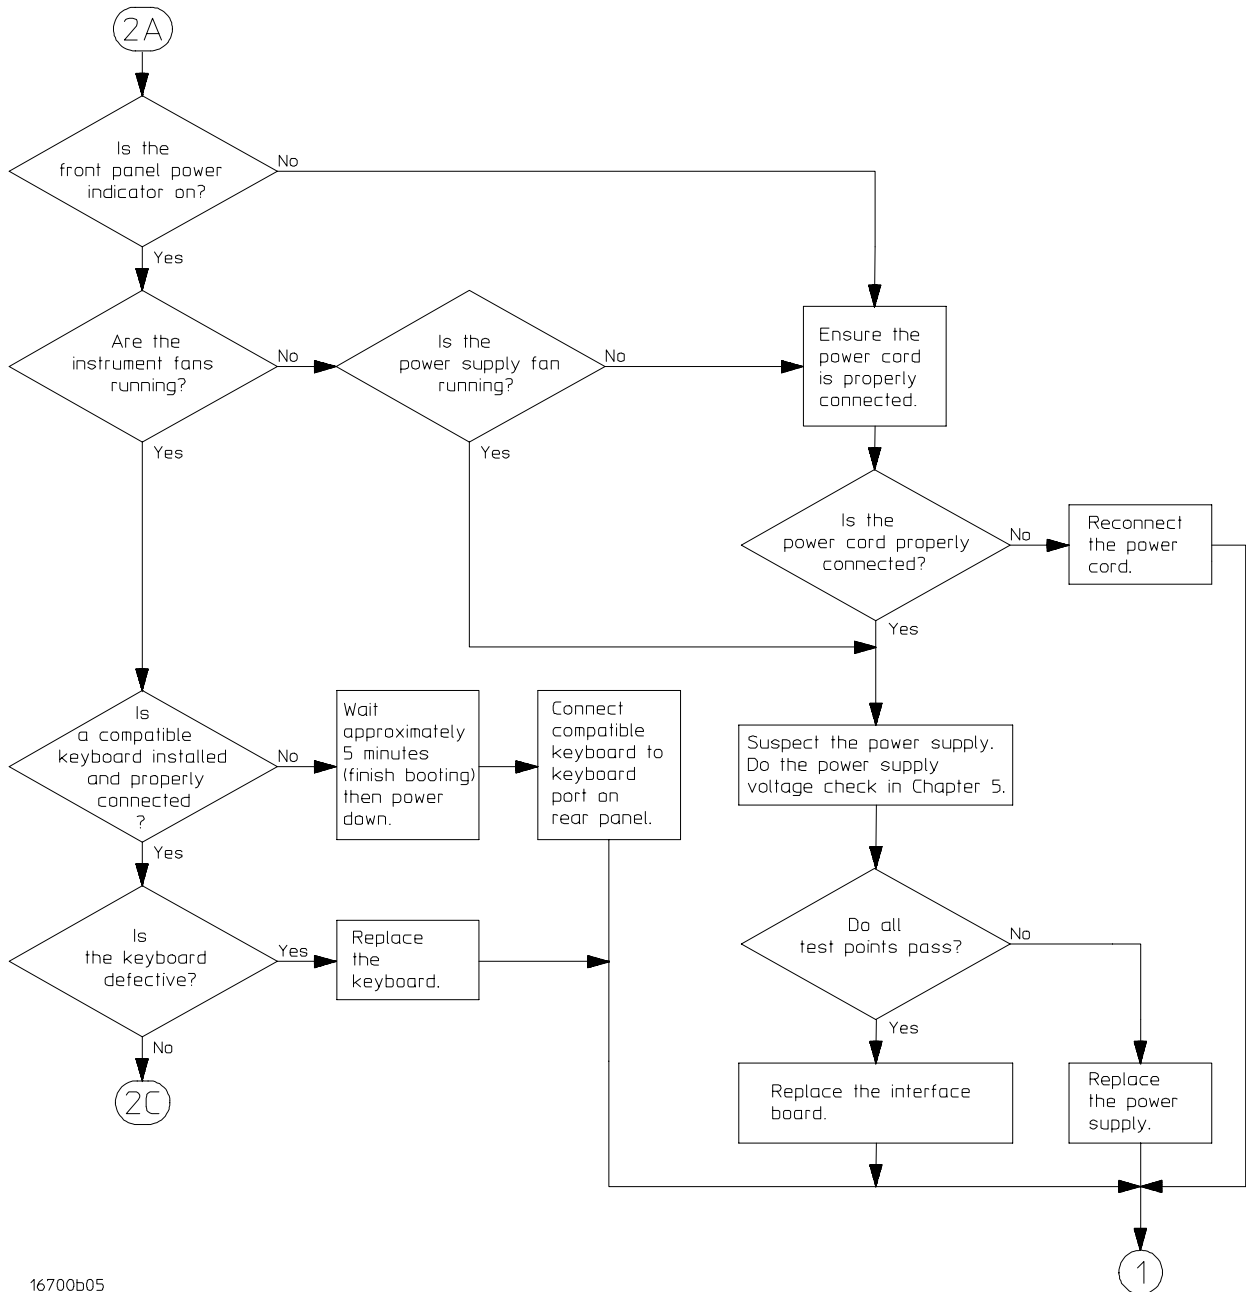 2A
Is the
front panel power
indicator on?
No
Yes
Are the
instrument fans
running?
No
Is the
power supply fan
running?
No
Ensure the
power cord
is properly
connected.
Yes
Yes
Is the
power cord properly
connected?
No
Reconnect
the power
cord.
Yes
Is
a compatible
keyboard installed
and properly
connected
?
No
Wait
approximately
5 minutes
(finish booting)
then power
down.
Connect
compatible
keyboard to
keyboard
port on
rear panel.
Suspect the power supply.
Do the power supply
voltage check in Chapter 5.
Yes
Is
the keyboard
defective?
Yes
Replace
the
keyboard.
Do all
test points pass?
No
Yes
No
2C
Replace the interface
board.
Replace
the power
supply.
1
16700b05